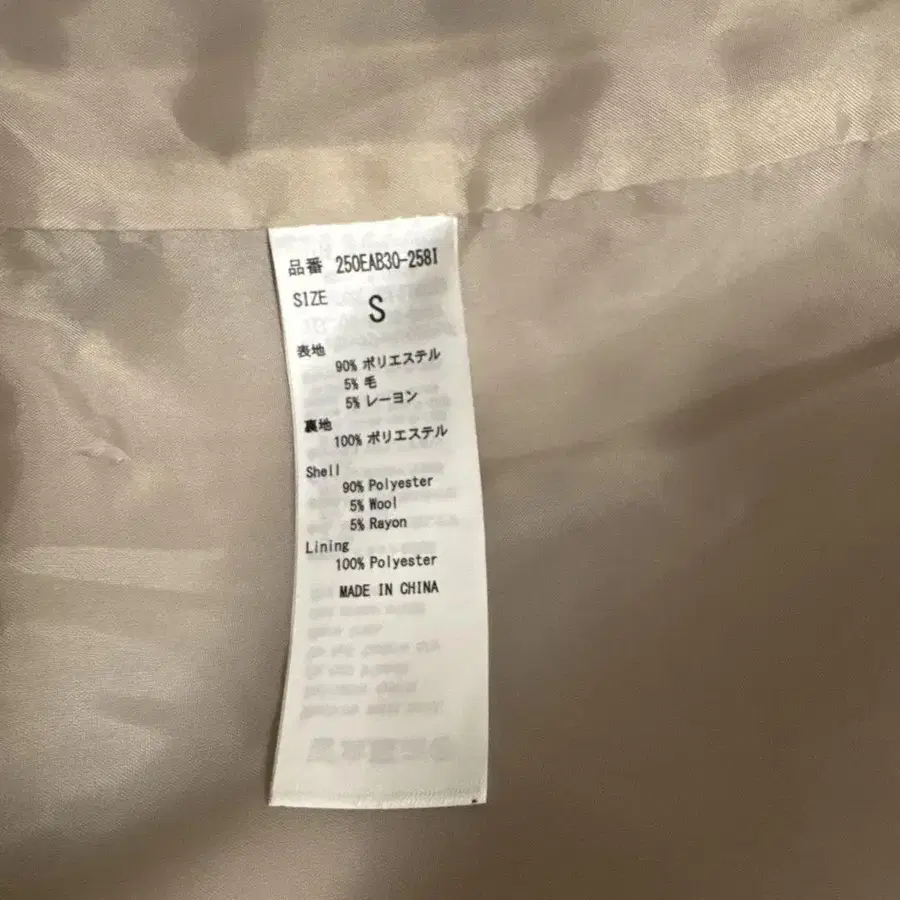 品番 250EAB30-258I
SIZE
S
表地
90% ポリエステル
5% 毛
5% レーヨン
裏地
100% ポリエステル
Shell
90% Polyester
5% Wool
5% Rayon
Lining
100% Polyester
MADE IN CHINA